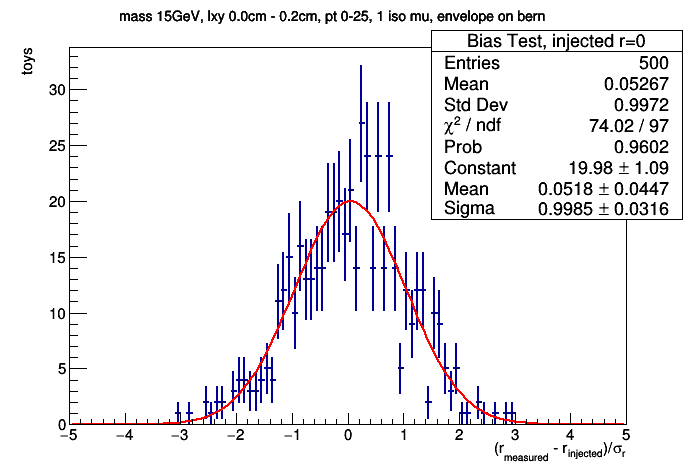 mass 15GeV, lxy 0.0cm - 0.2cm, pt 0-25, 1 iso mu, envelope on bern
Bias Test, injected r=0
Entries 500
Mean 0.05267
Std Dev 0.9972
χ² / ndf 74.02 / 97
Prob 0.9602
Constant 19.98 ± 1.09
Mean 0.0518 ± 0.0447
Sigma 0.9985 ± 0.0316
toys
30
25
20
15
10
5
0
−5 −4 −3 −2 −1 0 1 2 3 4 5
(r_measured - r_injected)/σ_r